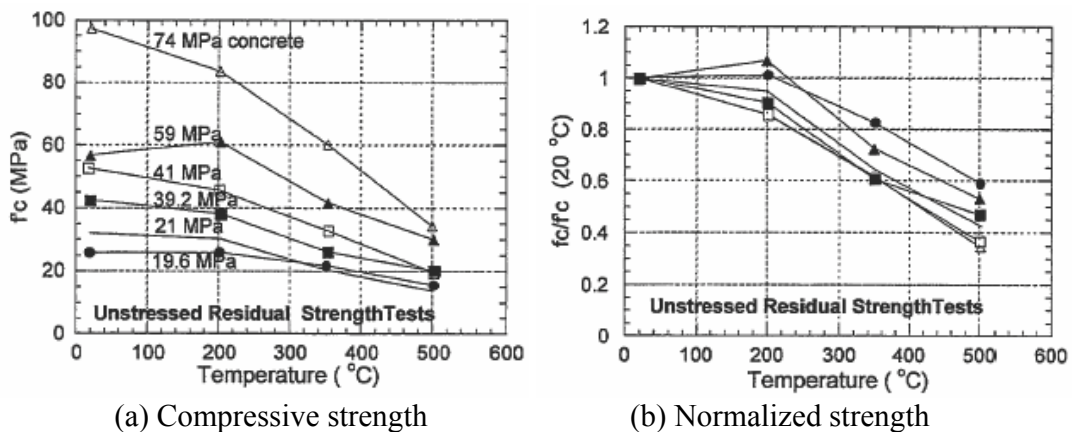 100
80
60
40
20
0
f'c (MPa)
74 MPa concrete
59 MPa
41 MPa
39.2 MPa
21 MPa
19.6 MPa
Unstressed Residual StrengthTests
0 100 200 300 400 500 600
Temperature ( °C)
(a) Compressive strength
1.2
1
0.8
0.6
0.4
0.2
0
fc/f'c (20 °C)
Unstressed Residual StrengthTests
0 100 200 300 400 500 600
Temperature ( °C)
(b) Normalized strength